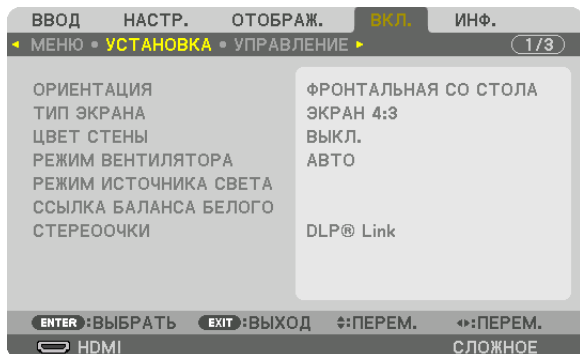 ВВОД НАСТР. ОТОБРАЖ. ВКЛ. ИНФ.
МЕНЮ • УСТАНОВКА • УПРАВЛЕНИЕ 1/3
ОРИЕНТАЦИЯ ФРОНТАЛЬНАЯ СО СТОЛА
ТИП ЭКРАНА ЭКРАН 4:3
ЦВЕТ СТЕНЫ ВЫКЛ.
РЕЖИМ ВЕНТИЛЯТОРА АВТО
РЕЖИМ ИСТОЧНИКА СВЕТА
ССЫЛКА БАЛАНСА БЕЛОГО
СТЕРЕООЧКИ DLP® Link
ENTER :ВЫБРАТЬ EXIT :ВЫХОД :ПЕРЕМ. :ПЕРЕМ.
HDMI СЛОЖНОЕ